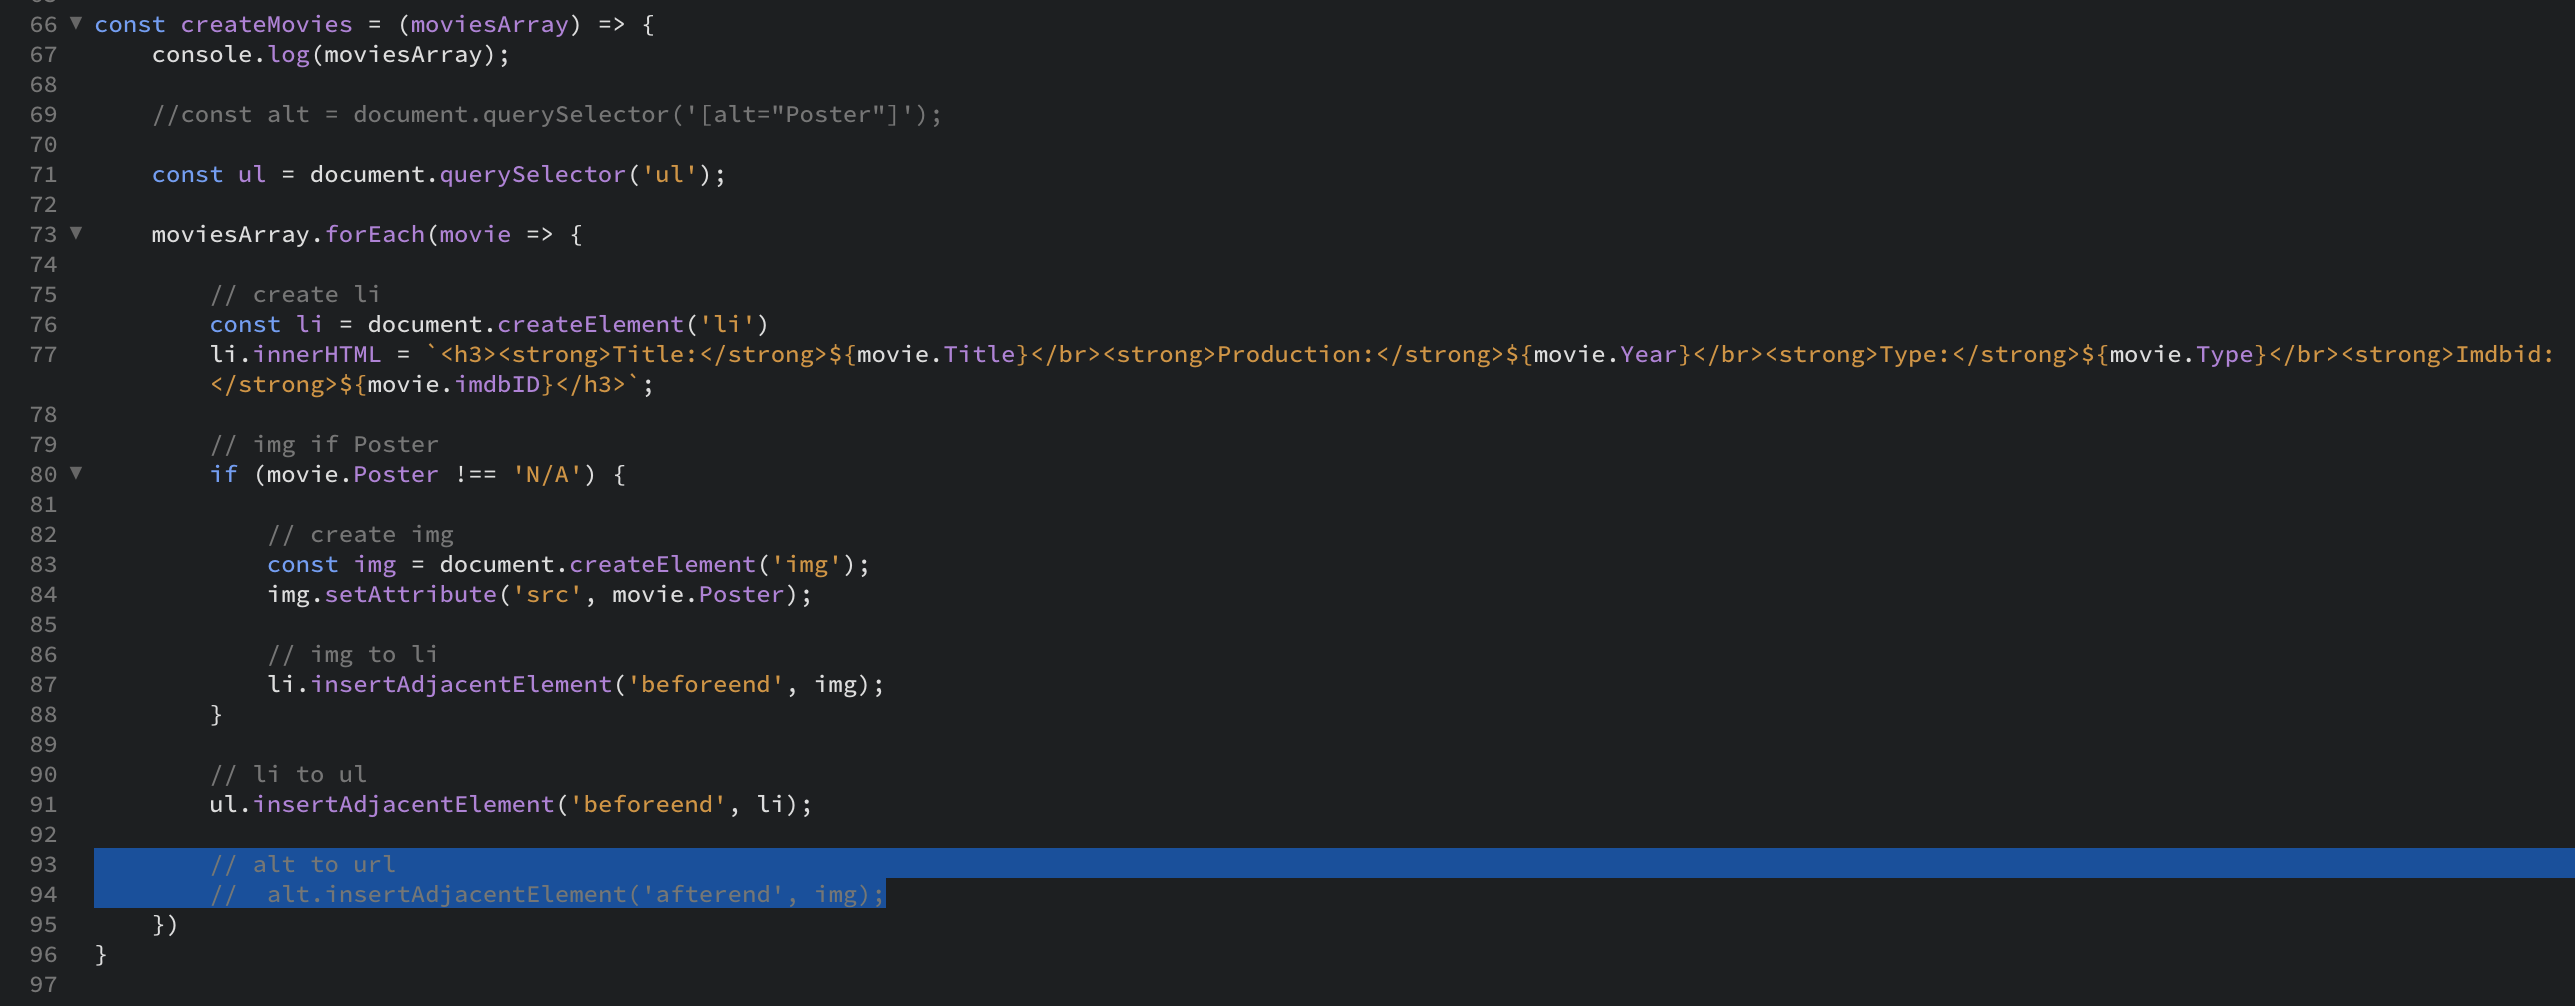 66 ▼ const createMovies = (moviesArray) => {
67     console.log(moviesArray);
68
69     //const alt = document.querySelector('[alt="Poster"]');
70
71     const ul = document.querySelector('ul');
72
73 ▼   moviesArray.forEach(movie => {
74
75         // create li
76         const li = document.createElement('li')
77         li.innerHTML = `<h3><strong>Title:</strong>${movie.Title}</br><strong>Production:</strong>${movie.Year}</br><strong>Type:</strong>${movie.Type}</br><strong>Imdbid:
</strong>${movie.imdbID}</h3>`;
78
79         // img if Poster
80 ▼       if (movie.Poster !== 'N/A') {
81
82             // create img
83             const img = document.createElement('img');
84             img.setAttribute('src', movie.Poster);
85
86             // img to li
87             li.insertAdjacentElement('beforeend', img);
88         }
89
90         // li to ul
91         ul.insertAdjacentElement('beforeend', li);
92
93         // alt to url
94         //  alt.insertAdjacentElement('afterend', img);
95     })
96 }
97